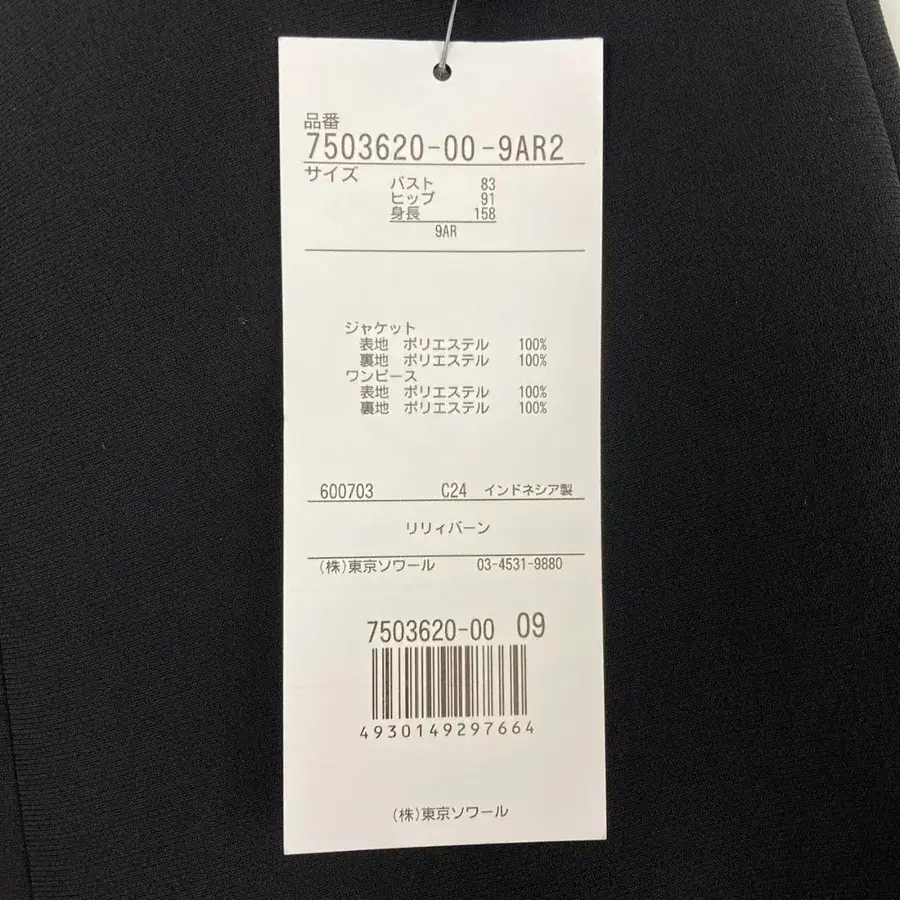 品番
7503620-00-9AR2
サイズ
バスト 83
ヒップ 91
身長 158
9AR
ジャケット
表地 ポリエステル 100%
裏地 ポリエステル 100%
ワンピース
表地 ポリエステル 100%
裏地 ポリエステル 100%
600703 C24 インドネシア製
リリィバーン
(株)東京ソワール 03-4531-9880
7503620-00 09
4930149297664
(株)東京ソワール